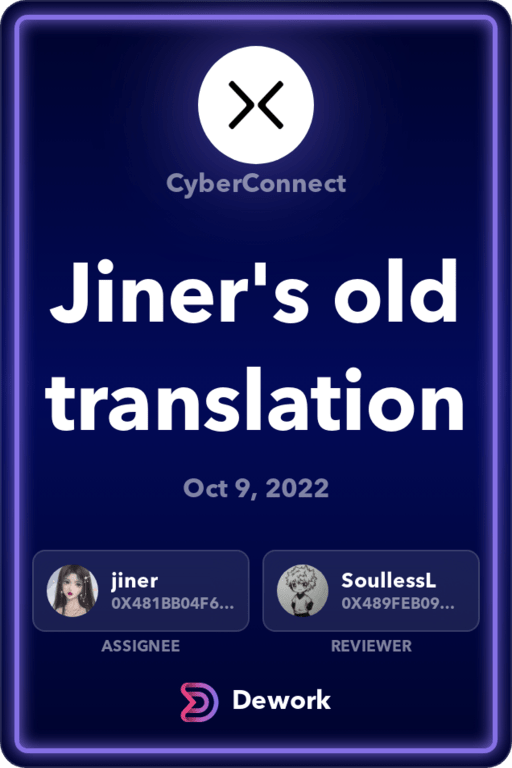 CyberConnect
Jiner's old
translation
Oct 9, 2022
jiner
0X481BB04F6...
SoullessL
0X489FEB09...
ASSIGNEE
REVIEWER
Dework